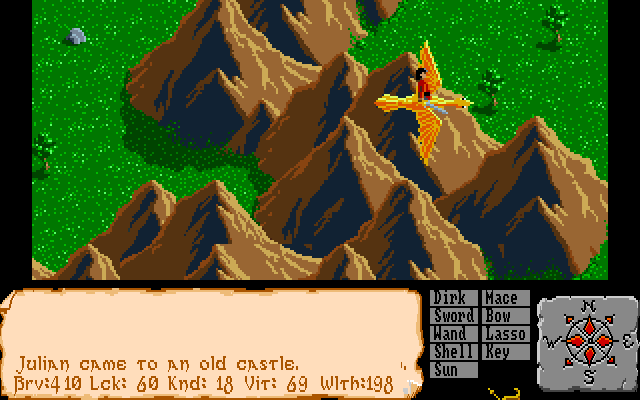 Dirk Mace
Sword Bow
Wand Lasso
Shell Key
Sun
N
W E
S
Julian came to an old castle.
Brv:410 Lck: 60 Knd: 18 Vit: 69 Wlth:198